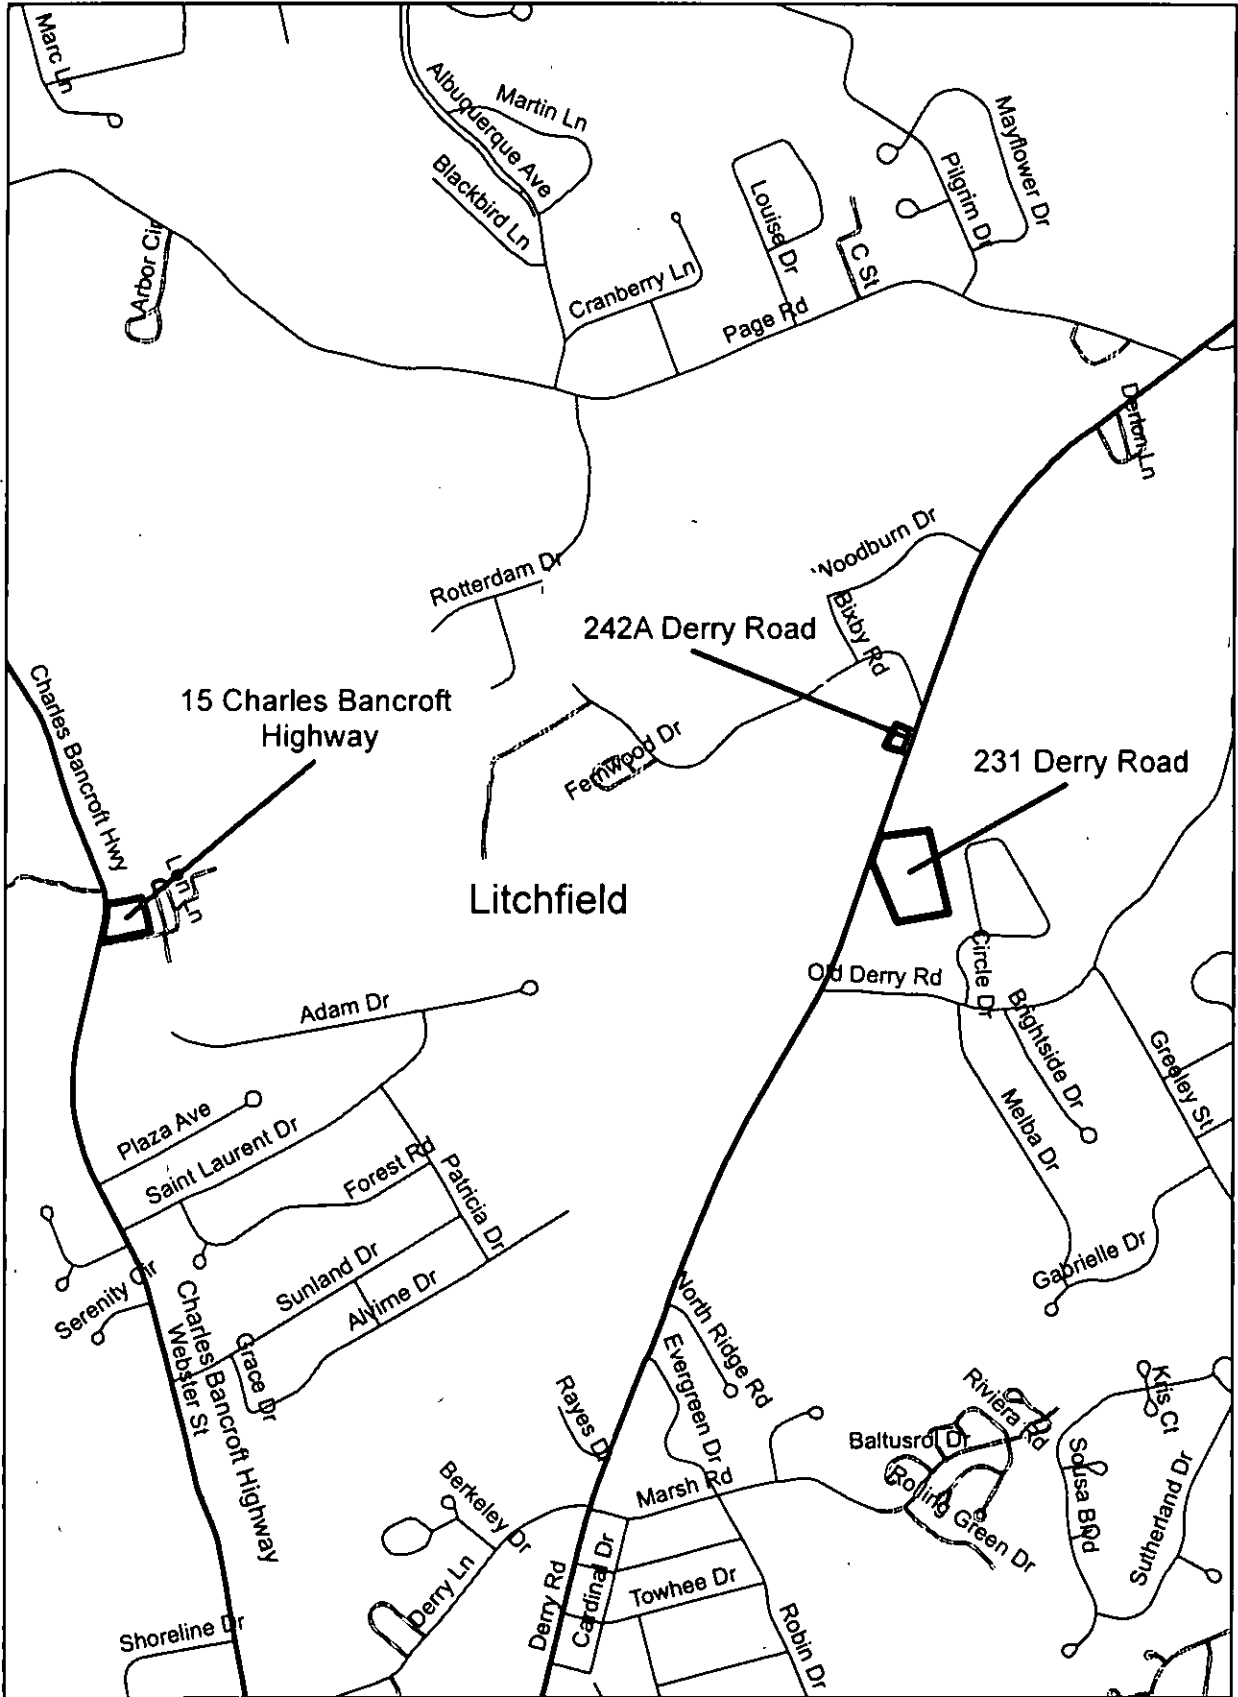 Marc Ln
Albuquerque Ave
Martin Ln
Blackbird Ln
Mayflower Dr
Pilgrim Dr
Louise Dr
C St
Arbor Cir
Cranberry Ln
Page Rd
Derton Ln
Woodburn Dr
Rotterdam Dr
Bixby Rd
242A Derry Road
15 Charles Bancroft
Highway
Charles Bancroft Hwy
Fernwood Dr
231 Derry Road
Ln
Litchfield
Circle Dr
Old Derry Rd
Adam Dr
Brightside Dr
Greeley St
Melba Dr
Plaza Ave
Saint Laurent Dr
Forest Rd
Patricia Dr
Gabrielle Dr
Sunland Dr
Alvirne Dr
Serenity Cir
Charles Bancroft Highway
Webster St
Grace Dr
North Ridge Rd
Evergreen Dr
Rayes Dr
Riviera Rd
Kris Ct
Baltusrol Dr
Rolling Green Dr
Sousa Blvd
Sutherland Dr
Marsh Rd
Berkeley Dr
Derry Ln
Derry Rd
Cardinal Dr
Towhee Dr
Robin Dr
Shoreline Dr